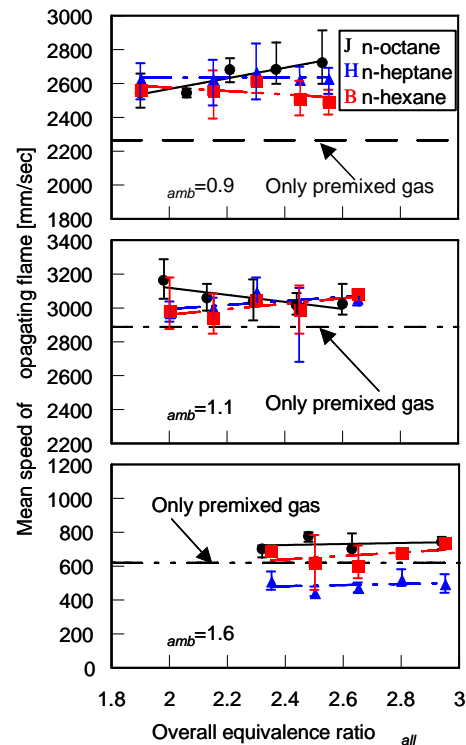 3000
2800
2600
2400
2200
2000
1800
J n-octane
H n-heptane
B n-hexane
amb=0.9
Only premixed gas
3400
3200
3000
2800
2600
2400
2200
amb=1.1
Only premixed gas
1200
1000
800
600
400
200
0
Only premixed gas
amb=1.6
1.8
2
2.2
2.4
2.6
2.8
3
Mean speed of opagating flame [mm/sec]
Overall equivalence ratio all